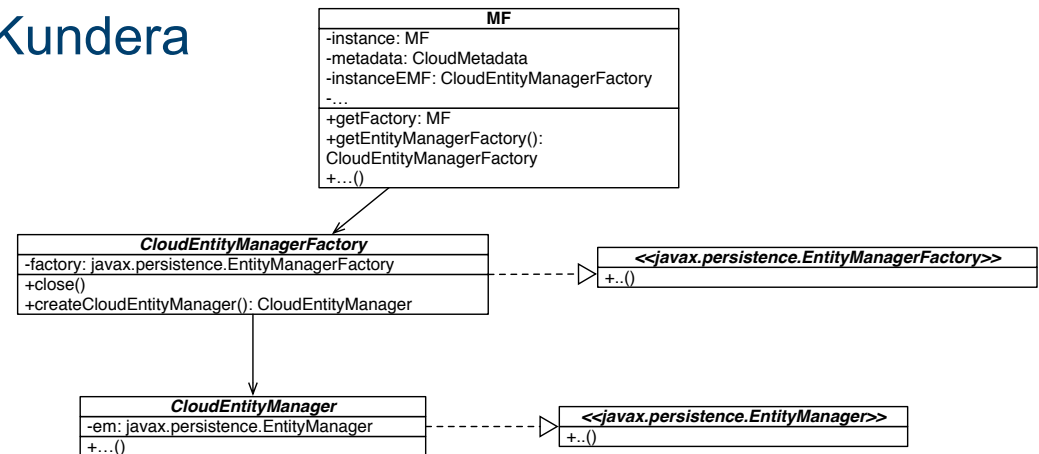 Kundera
MF
-instance: MF
-metadata: CloudMetadata
-instanceEMF: CloudEntityManagerFactory
-…
+getFactory: MF
+getEntityManagerFactory():
CloudEntityManagerFactory
+…()
CloudEntityManagerFactory
-factory: javax.persistence.EntityManagerFactory
+close()
+createCloudEntityManager(): CloudEntityManager
<<javax.persistence.EntityManagerFactory>>
+..()
CloudEntityManager
-em: javax.persistence.EntityManager
+…()
<<javax.persistence.EntityManager>>
+..()